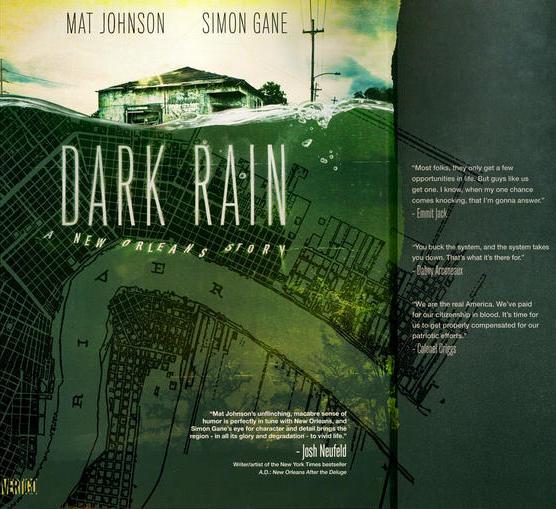 MAT JOHNSON
SIMON GANE
DARK RAIN
A NEW ORLEANS STORY
R I
A
E R
"Mat Johnson's unflinching, macabre sense of
humor is perfectly in tune with New Orleans, and
Simon Gane's eye for character and detail brings the
region - in all its glory and degradation - to vivid life."
- Josh Neufeld
Writer/artist of the New York Times bestseller
A.D.: New Orleans After the Deluge
VERTIGO
"Most folks, they only get a few
opportunities in life. But guys like us
get one. I know, when my one chance
comes knocking, that I'm gonna answer."
- Emmit Jack
"You buck the system, and the system takes
you down. That's what it's there for."
- Dabny Arceneaux
"We are the real America. We've paid
for our citizenship in blood. It's time for
us to get properly compensated for our
patriotic efforts."
- Colonel Driggs